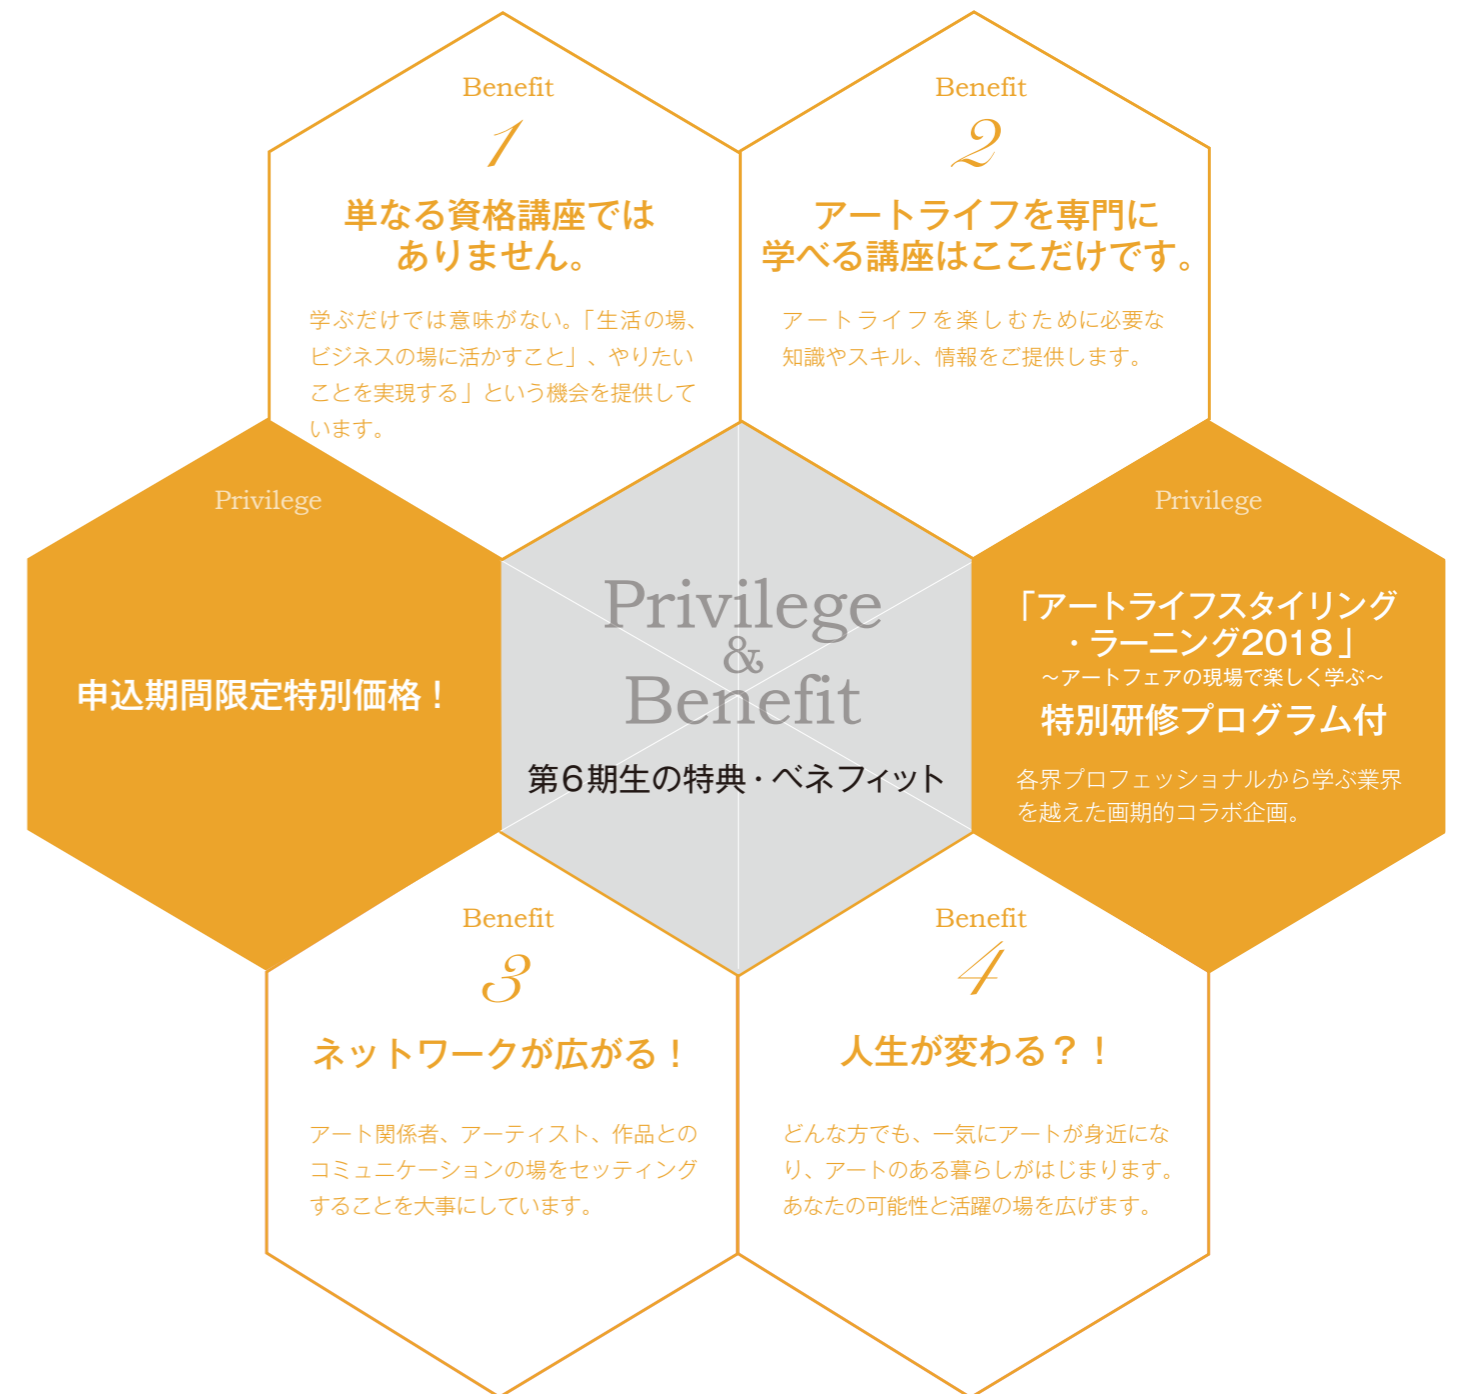 Benefit
1
単なる資格講座では
ありません。
学ぶだけでは意味がない。「生活の場、
ビジネスの場に活かすこと」、やりたい
ことを実現する」という機会を提供して
います。
Benefit
2
アートライフを専門に
学べる講座はここだけです。
アートライフを楽しむために必要な
知識やスキル、情報をご提供します。
Privilege
申込期間限定特別価格！
Privilege
&
Benefit
第6期生の特典・ベネフィット
Privilege
「アートライフスタイリング
・ラーニング2018」
～アートフェアの現場で楽しく学ぶ～
特別研修プログラム付
各界プロフェッショナルから学ぶ業界
を越えた画期的コラボ企画。
Benefit
3
ネットワークが広がる！
アート関係者、アーティスト、作品との
コミュニケーションの場をセッティング
することを大事にしています。
Benefit
4
人生が変わる？！
どんな方でも、一気にアートが身近にな
り、アートのある暮らしがはじまります。
あなたの可能性と活躍の場を広げます。